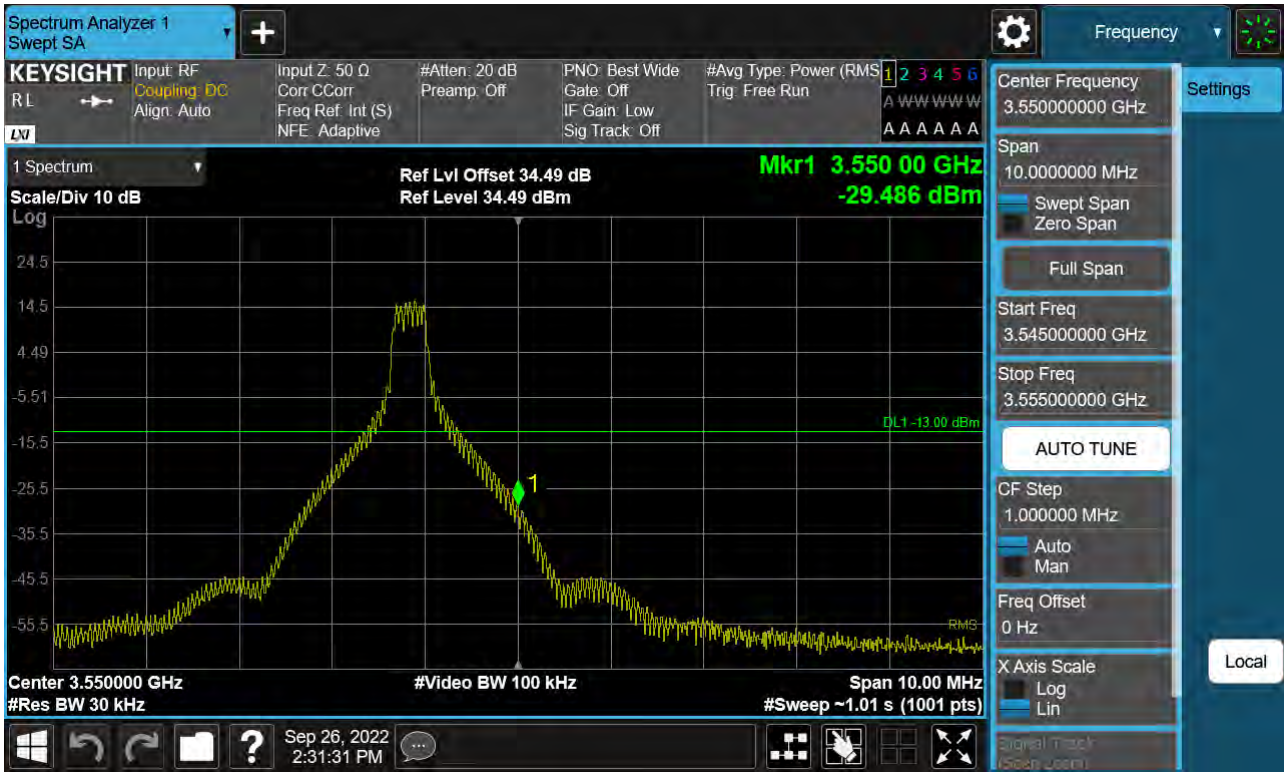 Spectrum Analyzer 1
Swept SA
+
Frequency
KEYSIGHT
RL
LXI
Input: RF
Coupling: DC
Align: Auto
Input Z: 50 Ω
Corr CCorr
Freq Ref: Int (S)
NFE: Adaptive
#Atten: 20 dB
Preamp: Off
PNO: Best Wide
Gate: Off
IF Gain: Low
Sig Track: Off
#Avg Type: Power (RMS
Trig: Free Run
1 2 3 4 5 6
A W W W W W
A A A A A A
1 Spectrum
Scale/Div 10 dB
Log
Ref Lvl Offset 34.49 dB
Ref Level 34.49 dBm
Mkr1 3.550 00 GHz
-29.486 dBm
24.5
14.5
4.49
-5.51
-15.5
-25.5
-35.5
-45.5
-55.5
DL1 -13.00 dBm
1
RMS
Center 3.550000 GHz
#Res BW 30 kHz
#Video BW 100 kHz
Span 10.00 MHz
#Sweep ~1.01 s (1001 pts)
Center Frequency
3.550000000 GHz
Span
10.0000000 MHz
Swept Span
Zero Span
Full Span
Start Freq
3.545000000 GHz
Stop Freq
3.555000000 GHz
AUTO TUNE
CF Step
1.000000 MHz
Auto
Man
Freq Offset
0 Hz
X Axis Scale
Log
Lin
Signal Track
(Span Zoom)
Settings
Local
?
Sep 26, 2022
2:31:31 PM